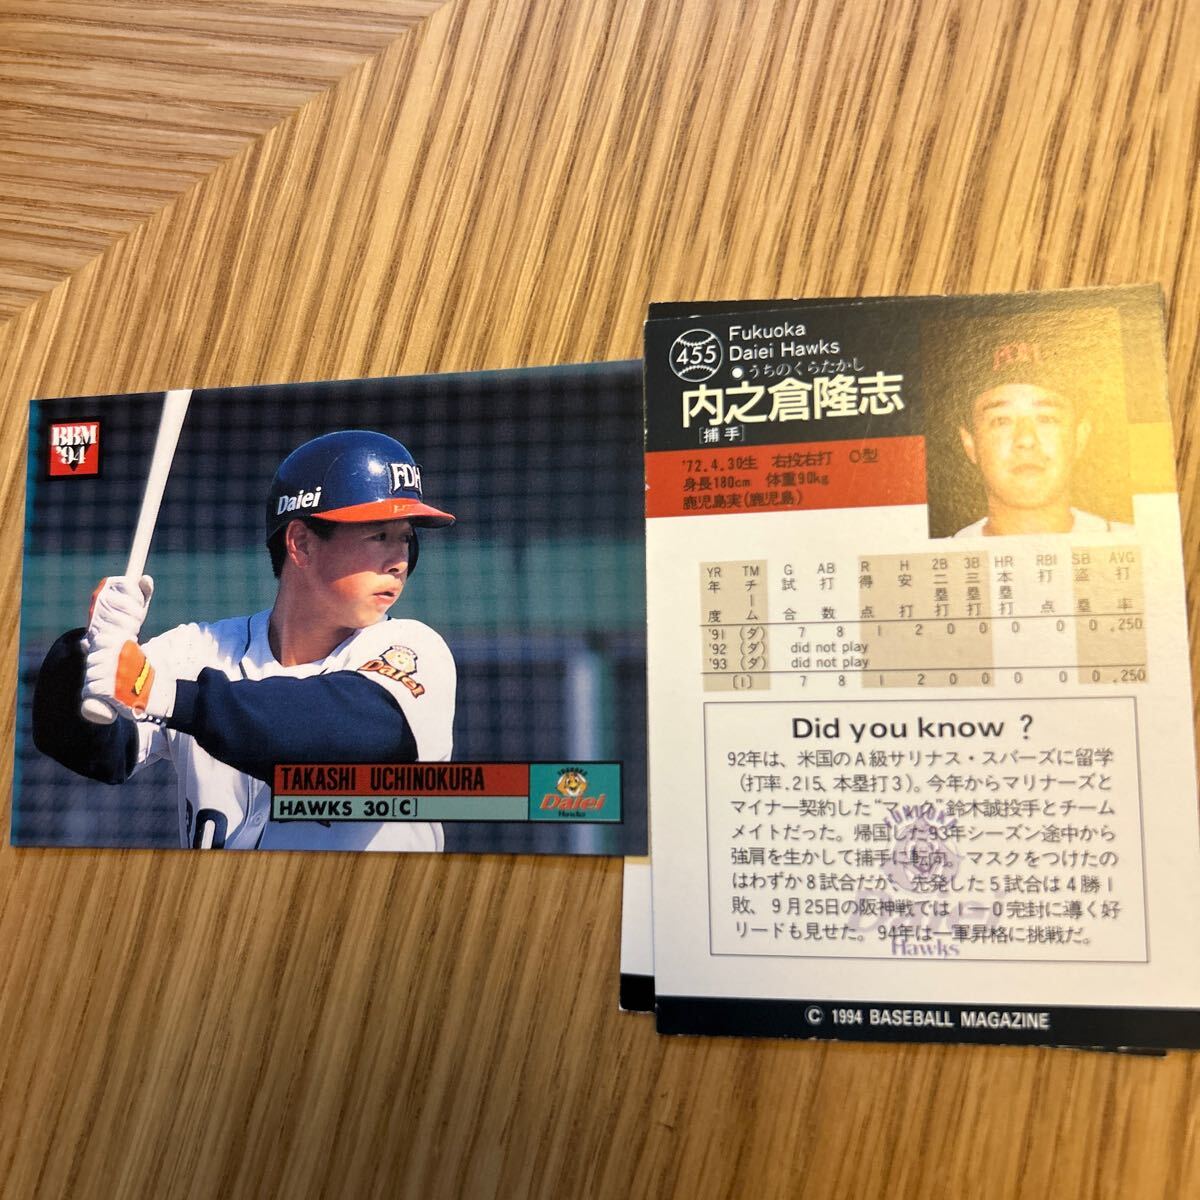 BBM
'94
Daiei
FDH
Daiei
TAKASHI UCHINOKURA
HAWKS 30[C]
Daiei
Hawks
455
Fukuoka
Daiei Hawks
●うちのくらたかし
内之倉隆志
[捕手]
'72.4.30生 右投右打 O型
身長180cm 体重90kg
鹿児島実(鹿児島)
YR TM G AB R H 2B 3B HR RBI SB AVG
年度 チーム 試合 打数 得点 安打 二塁打 三塁打 本塁打 打点 盗塁 打率
'91 (ダ) 7 8 1 2 0 0 0 0 0 .250
'92 (ダ) did not play
'93 (ダ) did not play
[1] 7 8 1 2 0 0 0 0 0 .250
Did you know ?
92年は、米国のA級サリナス・スパーズに留学
(打率.215、本塁打3)。今年からマリナーズと
マイナー契約した“マック”鈴木誠投手とチーム
メイトだった。帰国した93年シーズン途中から
強肩を生かして捕手に転向。マスクをつけたの
はわずか8試合だが、先発した5試合は4勝1
敗、9月25日の阪神戦では1—0完封に導く好
リードも見せた。94年は一軍昇格に挑戦だ。
FUKUOKA
Daiei
Hawks
© 1994 BASEBALL MAGAZINE